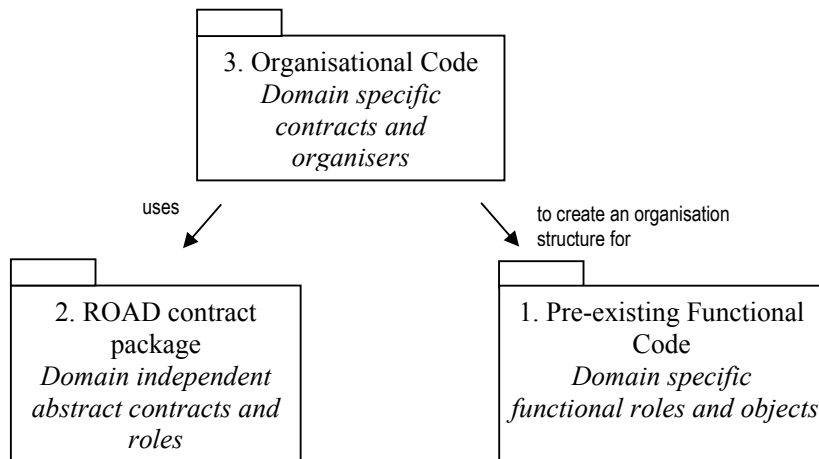 3. Organisational Code
Domain specific
contracts and
organisers
uses
to create an organisation
structure for
2. ROAD contract
package
Domain independent
abstract contracts and
roles
1. Pre-existing Functional
Code
Domain specific
functional roles and objects